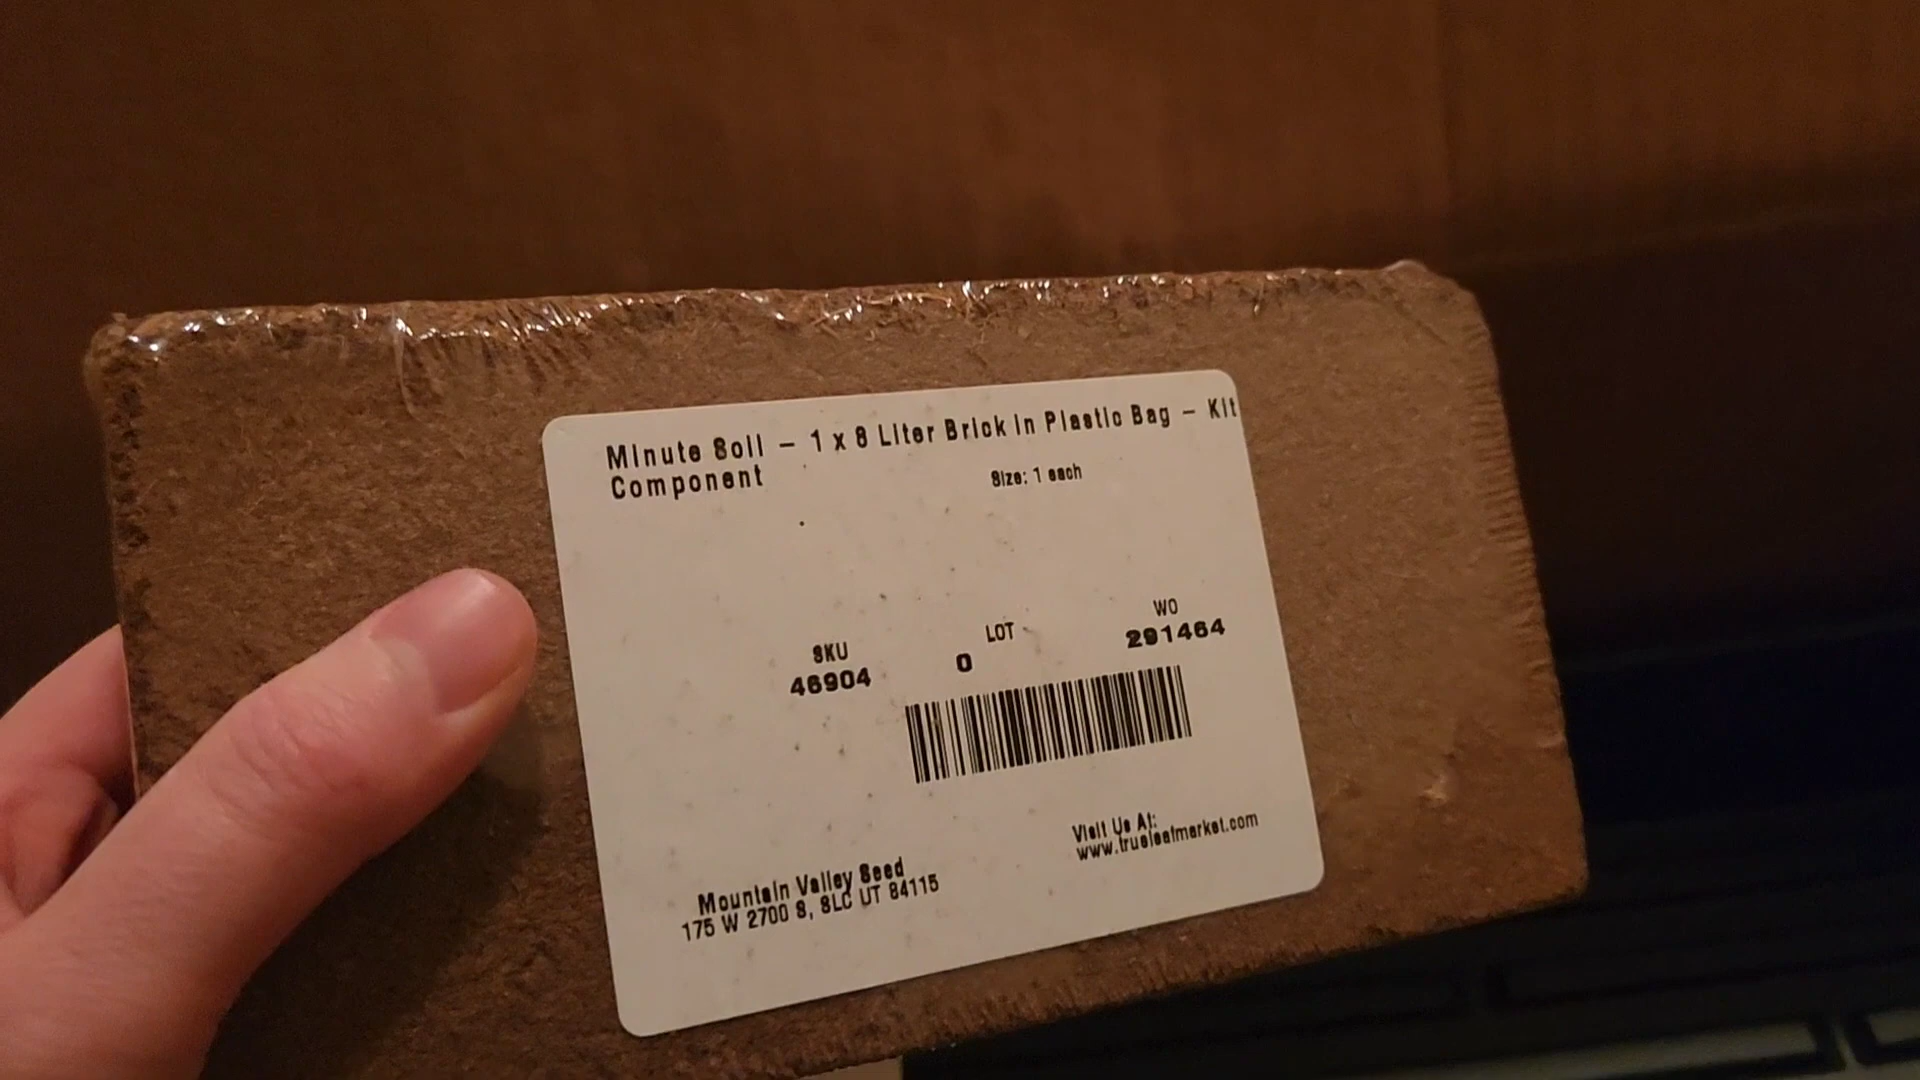 Minute Soil - 1 x 8 Liter Brick in Plastic Bag - Kit
Component
Size: 1 each
SKU
46904
LOT
0
WO
291464
Visit Us At:
www.trueleafmarket.com
Mountain Valley Seed
175 W 2700 S, SLC UT 84115